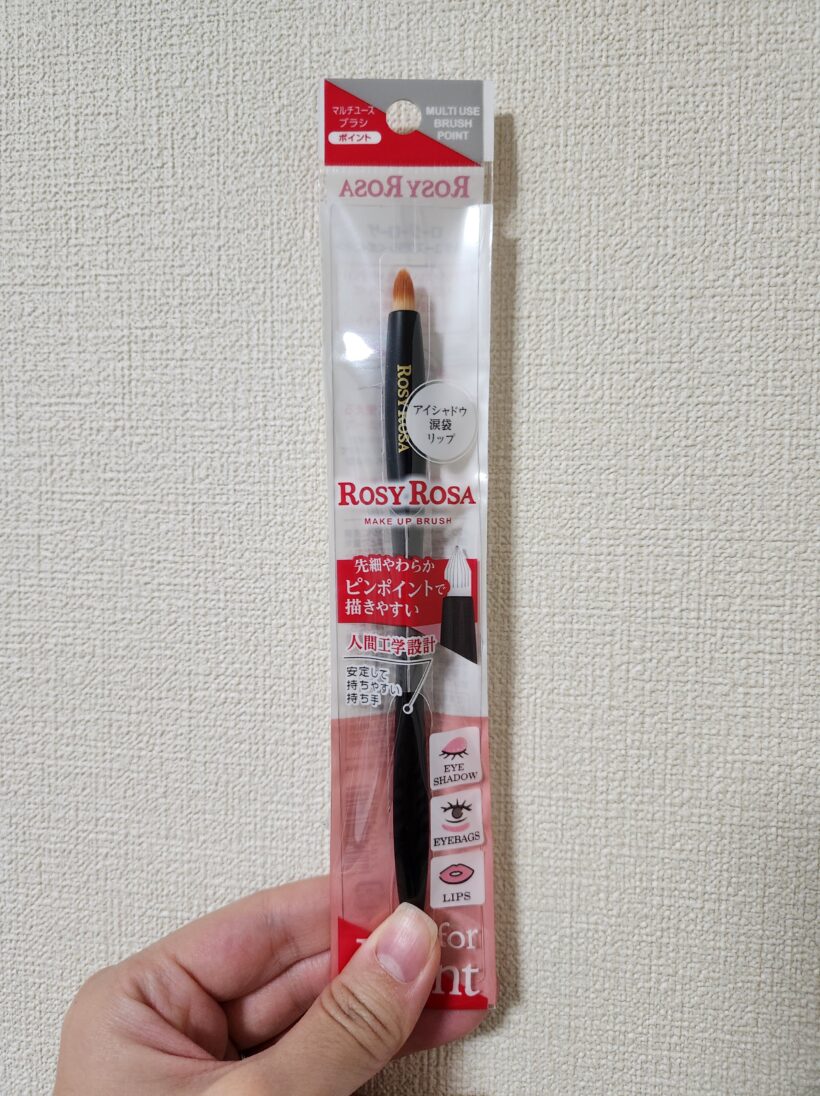 マルチユース
ブラシ
ポイント
MULTI USE
BRUSH
POINT
ROSY ROSA
ROSY ROSA
アイシャドウ
涙袋
リップ
ROSY ROSA
MAKE UP BRUSH
先細やわらか
ピンポイントで
描きやすい
人間工学設計
安定して
持ちやすい
持ち手
EYE
SHADOW
EYEBAGS
LIPS
for